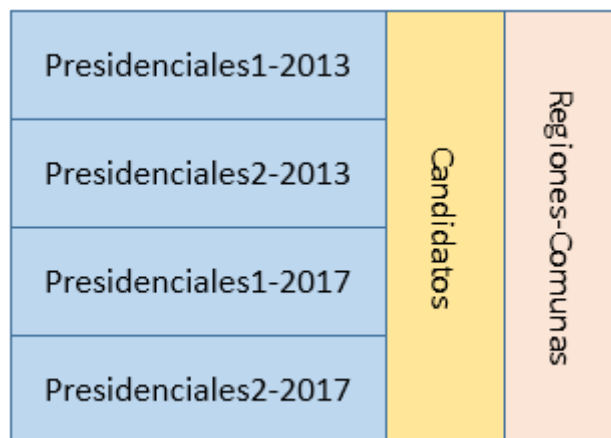 Presidenciales1-2013
Presidenciales2-2013
Presidenciales1-2017
Presidenciales2-2017
Candidatos
Regiones-Comunas